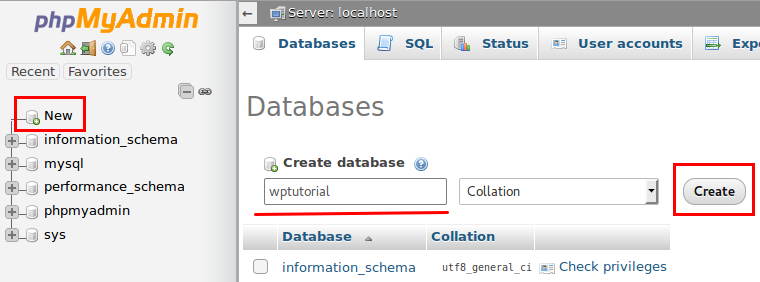 phpMyAdmin
Recent Favorites
New
information_schema
mysql
performance_schema
phpmyadmin
sys
Server: localhost
Databases SQL Status User accounts Expo
Databases
Create database
wptutorial Collation Create
Database Collation
information_schema utf8_general_ci Check privileges